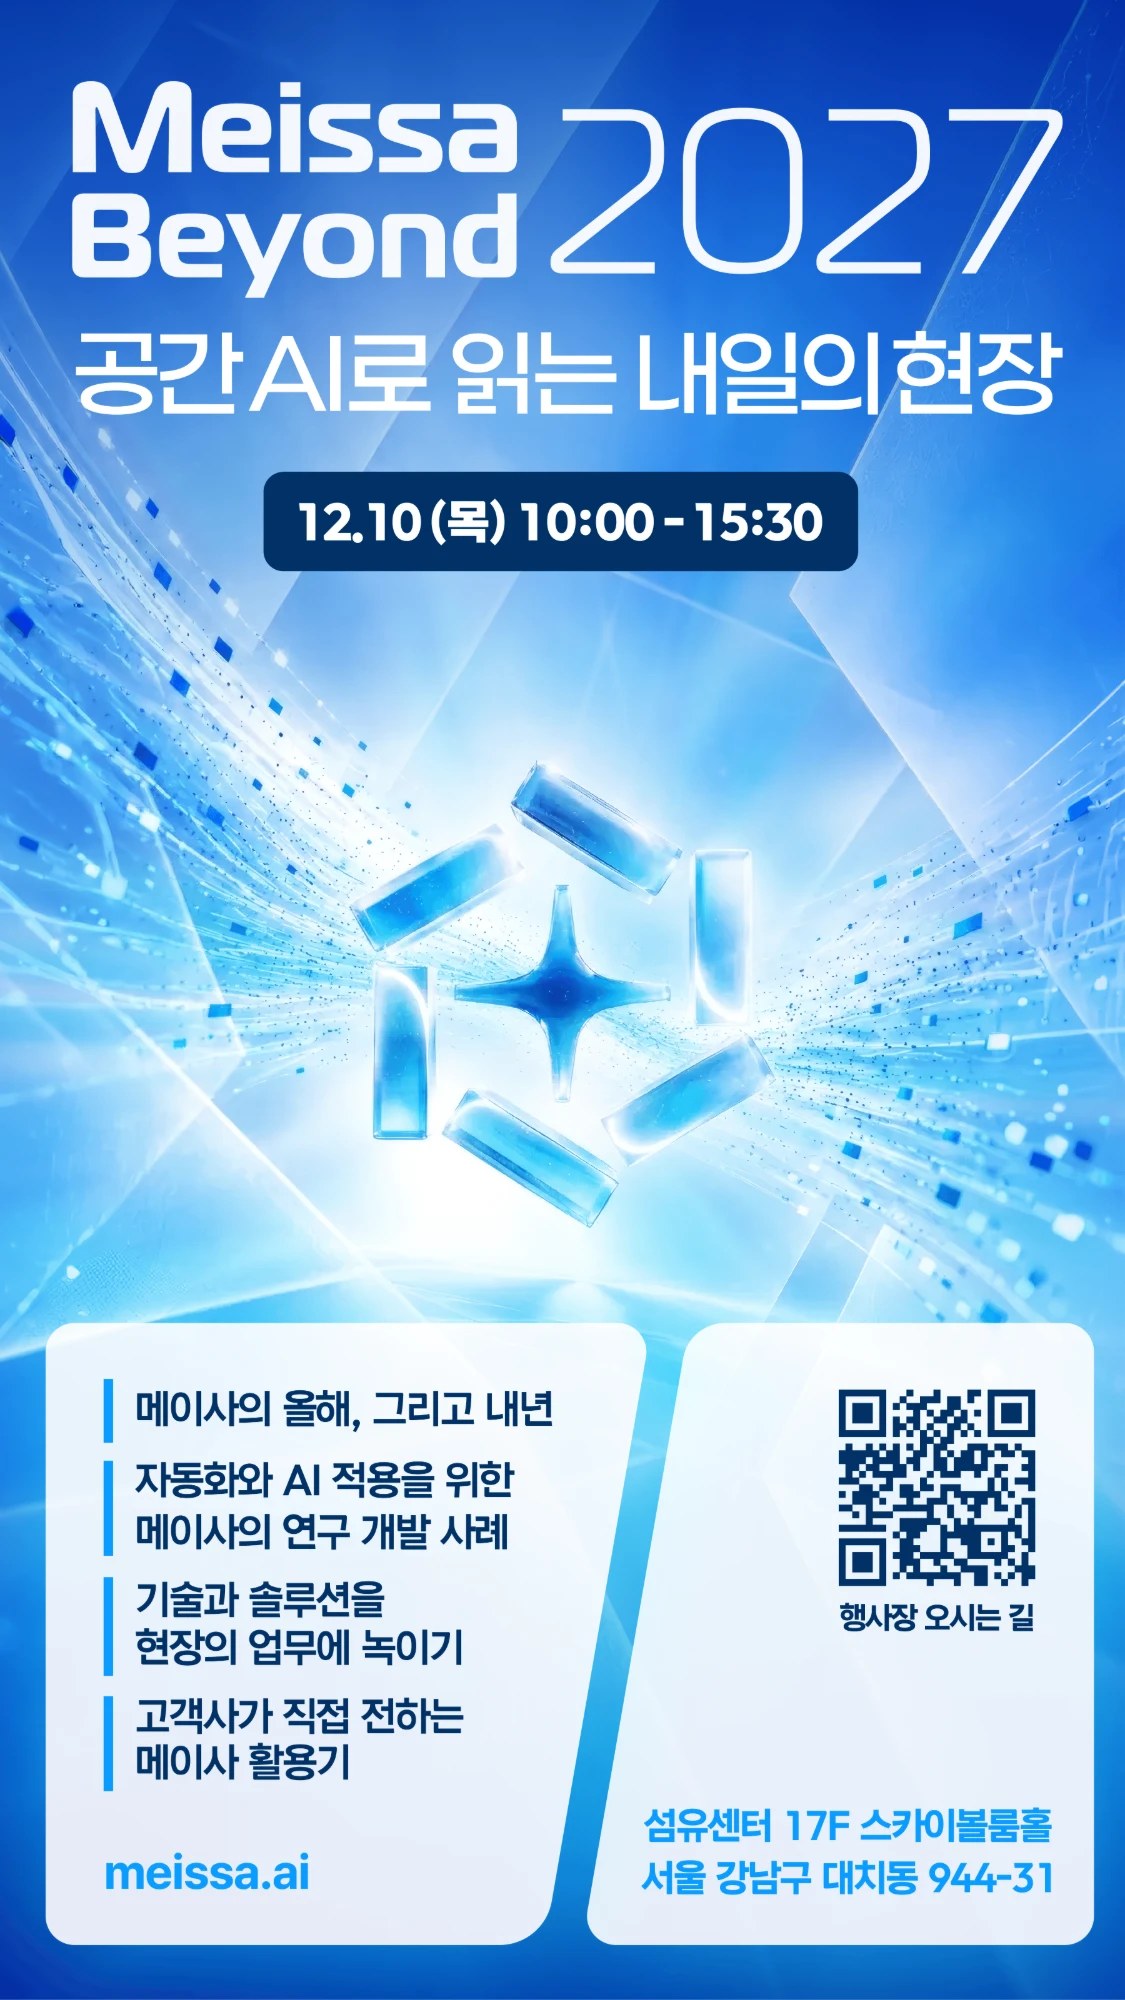 Meissa
Beyond 2027
공간 AI로 읽는 내일의 현장
12.10 (목) 10:00 - 15:30
메이사의 올해, 그리고 내년
자동화와 AI 적용을 위한
메이사의 연구 개발 사례
기술과 솔루션을
현장의 업무에 녹이기
고객사가 직접 전하는
메이사 활용기
meissa.ai
행사장 오시는 길
섬유센터 17F 스카이볼룸홀
서울 강남구 대치동 944-31